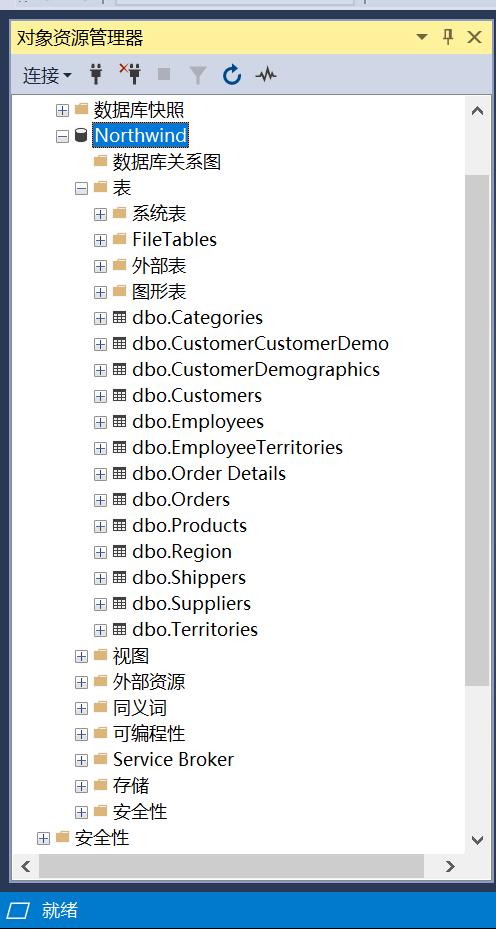 对象资源管理器
连接
数据库快照
Northwind
数据库关系图
表
系统表
FileTables
外部表
图形表
dbo.Categories
dbo.CustomerCustomerDemo
dbo.CustomerDemographics
dbo.Customers
dbo.Employees
dbo.EmployeeTerritories
dbo.Order Details
dbo.Orders
dbo.Products
dbo.Region
dbo.Shippers
dbo.Suppliers
dbo.Territories
视图
外部资源
同义词
可编程性
Service Broker
存储
安全性
安全性
就绪